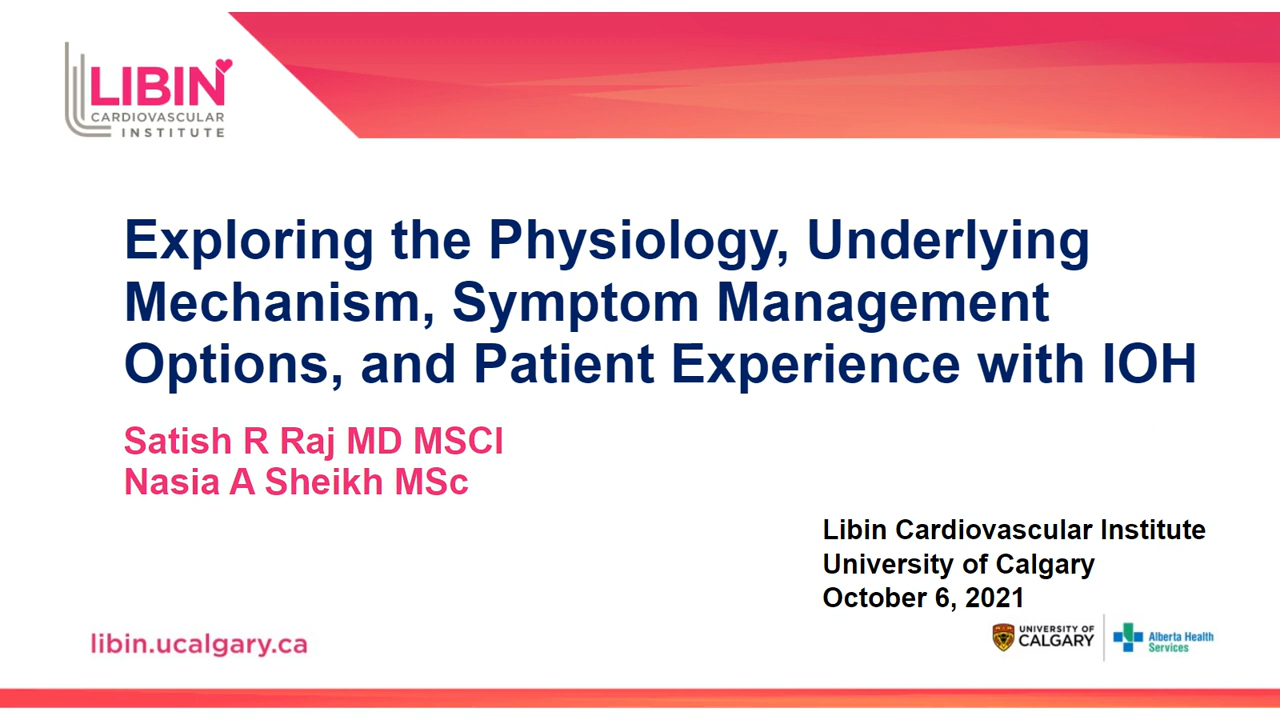 LIBIN
CARDIOVASCULAR
INSTITUTE
Exploring the Physiology, Underlying
Mechanism, Symptom Management
Options, and Patient Experience with IOH
Satish R Raj MD MSCI
Nasia A Sheikh MSc
Libin Cardiovascular Institute
University of Calgary
October 6, 2021
libin.ucalgary.ca
UNIVERSITY OF
CALGARY
Alberta Health
Services